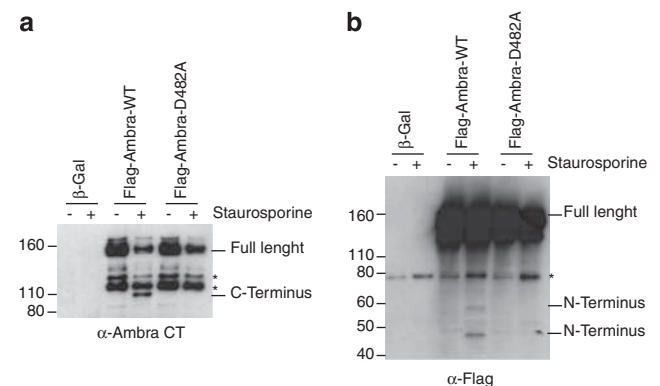 a
β-Gal
Flag-Ambra-WT
Flag-Ambra-D482A
- + - + - + Staurosporine
160
Full lenght
*
*
110
C-Terminus
80
α-Ambra CT
b
β-Gal
Flag-Ambra-WT
Flag-Ambra-D482A
- + - + - + Staurosporine
160
Full lenght
110
80
*
60
N-Terminus
50
N-Terminus
40
α-Flag